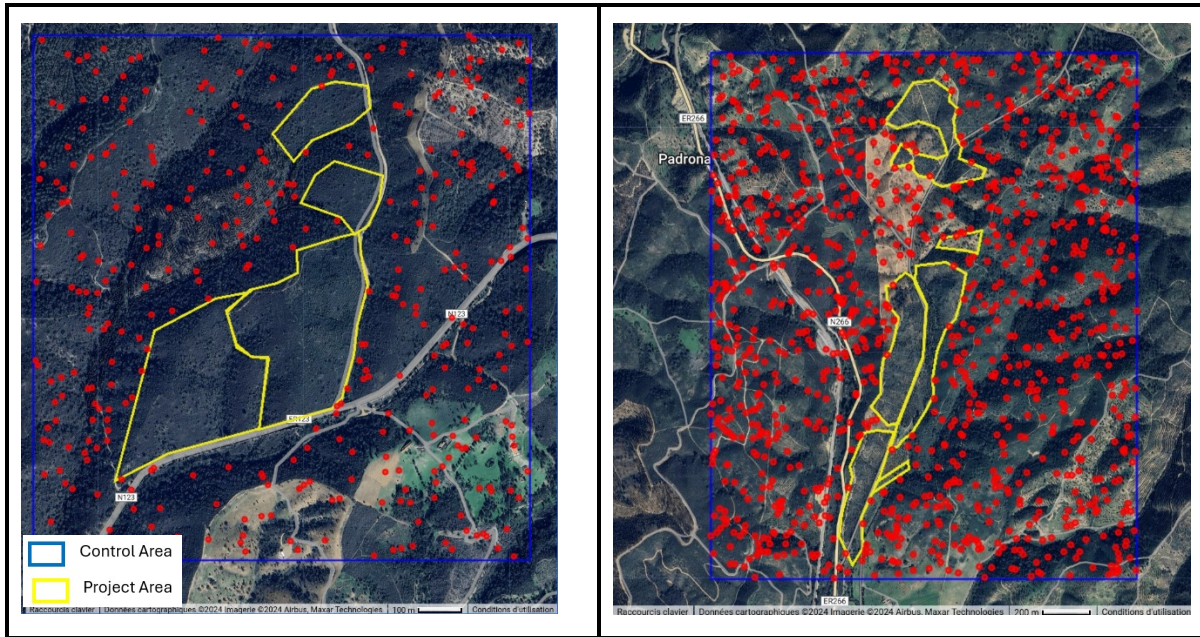 N123
EN123
N123
Control Area
Project Area
Raccourcis clavier | Données cartographiques ©2024 Imagerie ©2024 Airbus, Maxar Technologies | 100 m | Conditions d'utilisation
ER266
Padrona
N266
ER266
Raccourcis clavier | Données cartographiques ©2024 Imagerie ©2024 Airbus, Maxar Technologies | 200 m | Conditions d'utilisation